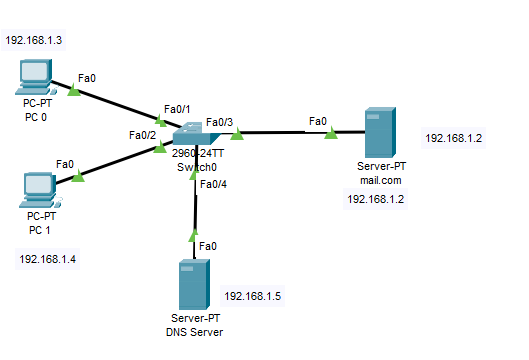 192.168.1.3
Fa0
PC-PT
PC 0
Fa0/1
Fa0/2
Fa0/3
2960-24TT
Switch0
Fa0/4
Fa0
Server-PT
mail.com
192.168.1.2
192.168.1.2
Fa0
PC-PT
PC 1
192.168.1.4
Fa0
Server-PT
DNS Server
192.168.1.5